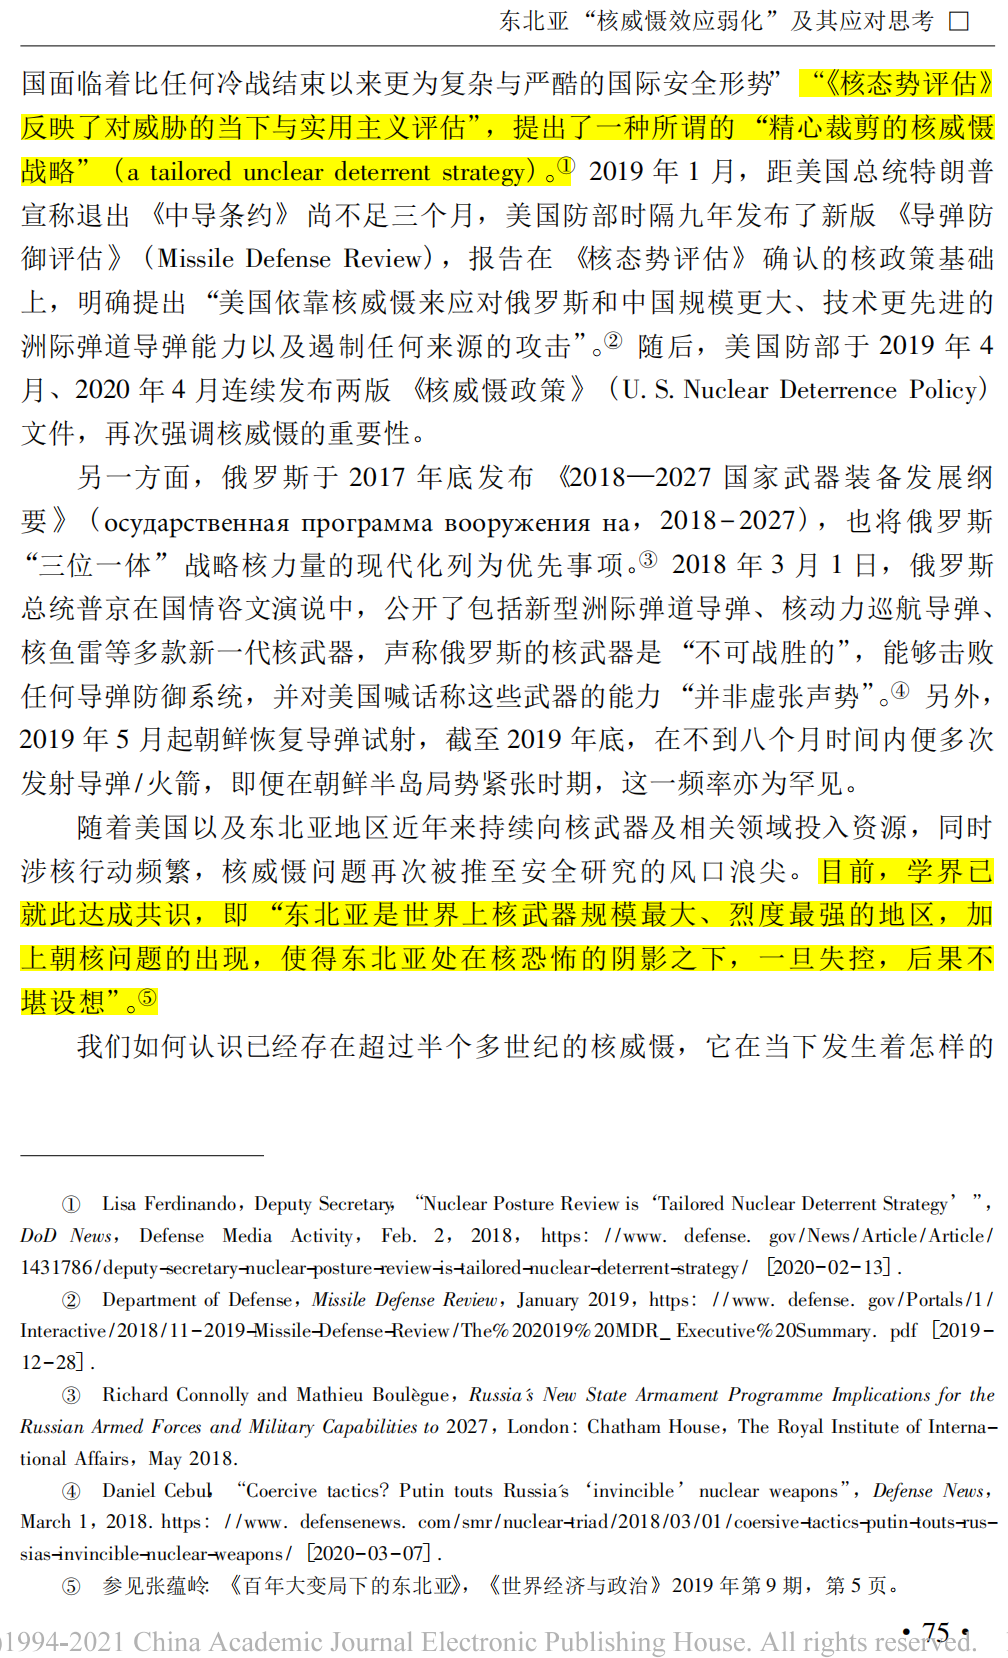 东北亚“核威慑效应弱化”及其应对思考 □
国面临着比任何冷战结束以来更为复杂与严酷的国际安全形势” “《核态势评估》
反映了对威胁的当下与实用主义评估”，提出了一种所谓的“精心裁剪的核威慑
战略”（a tailored unclear deterrent strategy）。① 2019 年 1 月，距美国总统特朗普
宣称退出《中导条约》尚不足三个月，美国防部时隔九年发布了新版《导弹防
御评估》（Missile Defense Review），报告在《核态势评估》确认的核政策基础
上，明确提出“美国依靠核威慑来应对俄罗斯和中国规模更大、技术更先进的
洲际弹道导弹能力以及遏制任何来源的攻击”。② 随后，美国防部于 2019 年 4
月、2020 年 4 月连续发布两版《核威慑政策》（U. S. Nuclear Deterrence Policy）
文件，再次强调核威慑的重要性。
另一方面，俄罗斯于 2017 年底发布《2018—2027 国家武器装备发展纲
要》（осударственная программа вооружения на，2018-2027），也将俄罗斯
“三位一体”战略核力量的现代化列为优先事项。③ 2018 年 3 月 1 日，俄罗斯
总统普京在国情咨文演说中，公开了包括新型洲际弹道导弹、核动力巡航导弹、
核鱼雷等多款新一代核武器，声称俄罗斯的核武器是“不可战胜的”，能够击败
任何导弹防御系统，并对美国喊话称这些武器的能力“并非虚张声势”。④ 另外，
2019 年 5 月起朝鲜恢复导弹试射，截至 2019 年底，在不到八个月时间内便多次
发射导弹/火箭，即便在朝鲜半岛局势紧张时期，这一频率亦为罕见。
随着美国以及东北亚地区近年来持续向核武器及相关领域投入资源，同时
涉核行动频繁，核威慑问题再次被推至安全研究的风口浪尖。目前，学界已
就此达成共识，即“东北亚是世界上核武器规模最大、烈度最强的地区，加
上朝核问题的出现，使得东北亚处在核恐怖的阴影之下，一旦失控，后果不
堪设想”。⑤
我们如何认识已经存在超过半个多世纪的核威慑，它在当下发生着怎样的
① Lisa Ferdinando，Deputy Secretary，“Nuclear Posture Review is ‘Tailored Nuclear Deterrent Strategy’”，
DoD News， Defense Media Activity， Feb. 2， 2018， https：//www. defense. gov/News/Article/Article/
1431786/deputy-secretary-nuclear-posture-review-is-tailored-nuclear-deterrent-strategy/ [2020-02-13].
② Department of Defense，Missile Defense Review，January 2019，https：//www. defense. gov/Portals/1/
Interactive/2018/11-2019-Missile-Defense-Review/The%202019%20MDR_Executive%20Summary. pdf [2019-
12-28].
③ Richard Connolly and Mathieu Boulègue，Russia's New State Armament Programme Implications for the
Russian Armed Forces and Military Capabilities to 2027，London：Chatham House，The Royal Institute of Interna-
tional Affairs，May 2018.
④ Daniel Cebul，“Coercive tactics? Putin touts Russia's ‘invincible’ nuclear weapons”，Defense News，
March 1，2018. https：//www. defensenews. com/smr/nuclear-triad/2018/03/01/coersive-tactics-putin-touts-rus-
sias-invincible-nuclear-weapons/ [2020-03-07].
⑤ 参见张蕴岭：《百年大变局下的东北亚》，《世界经济与政治》2019 年第 9 期，第 5 页。
·75·
)1994-2021 China Academic Journal Electronic Publishing House. All rights reserved.